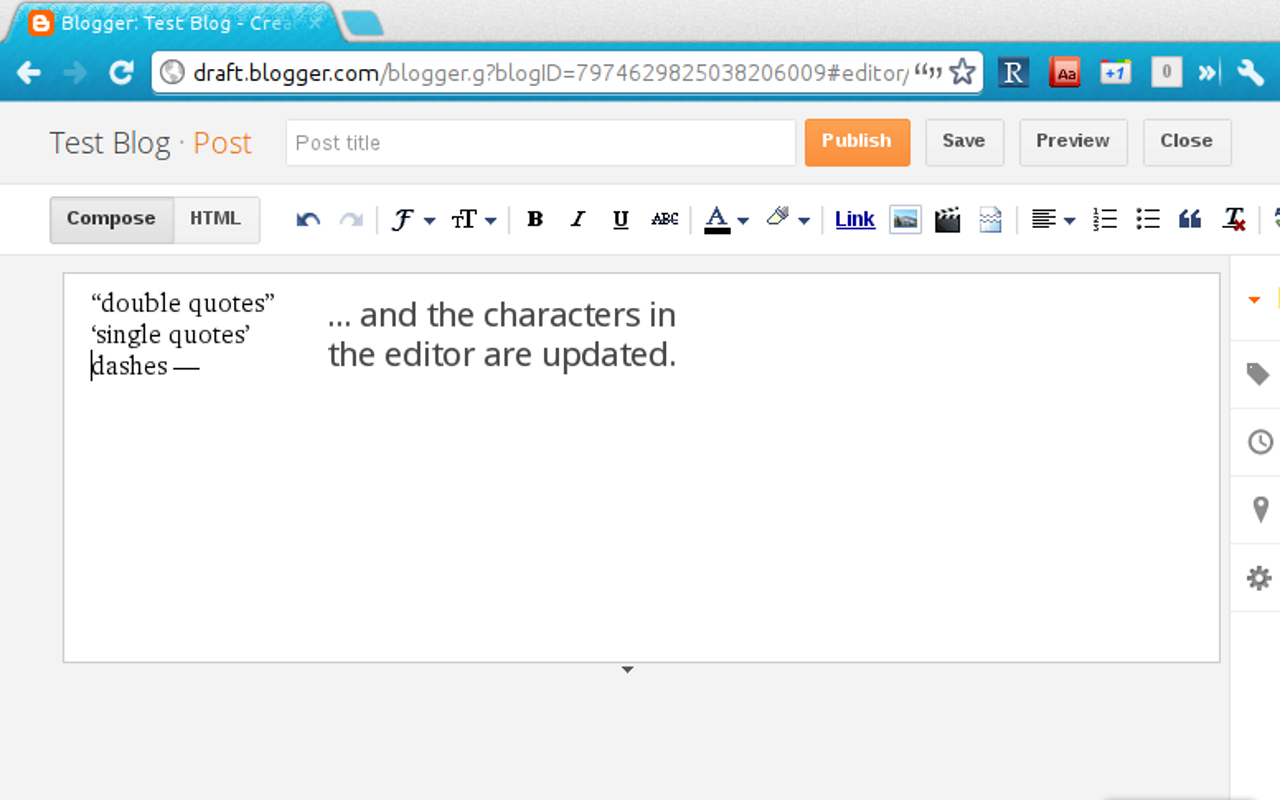 Blogger: Test Blog - Crea
draft.blogger.com/blogger.g?blogID=7974629825038206009#editor/ “” R Aa +1 0 »
Test Blog · Post Post title Publish Save Preview Close
Compose HTML F TT B I U ABC A Link T
“double quotes”
‘single quotes’
dashes —
... and the characters in
the editor are updated.